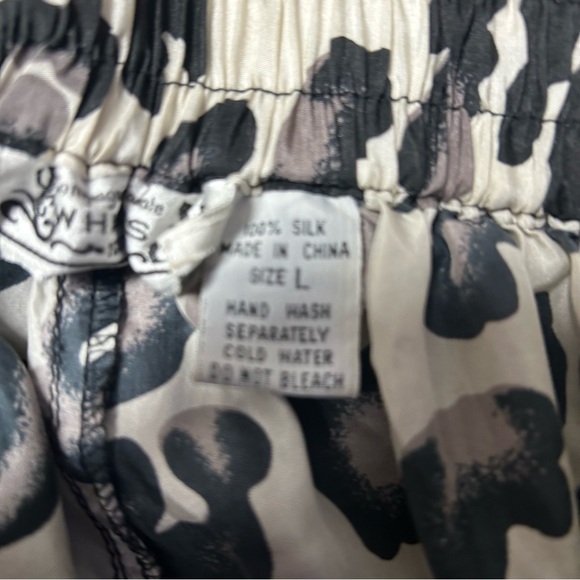 100% SILK
MADE IN CHINA
SIZE L
HAND WASH
SEPARATELY
COLD WATER
DO NOT BLEACH